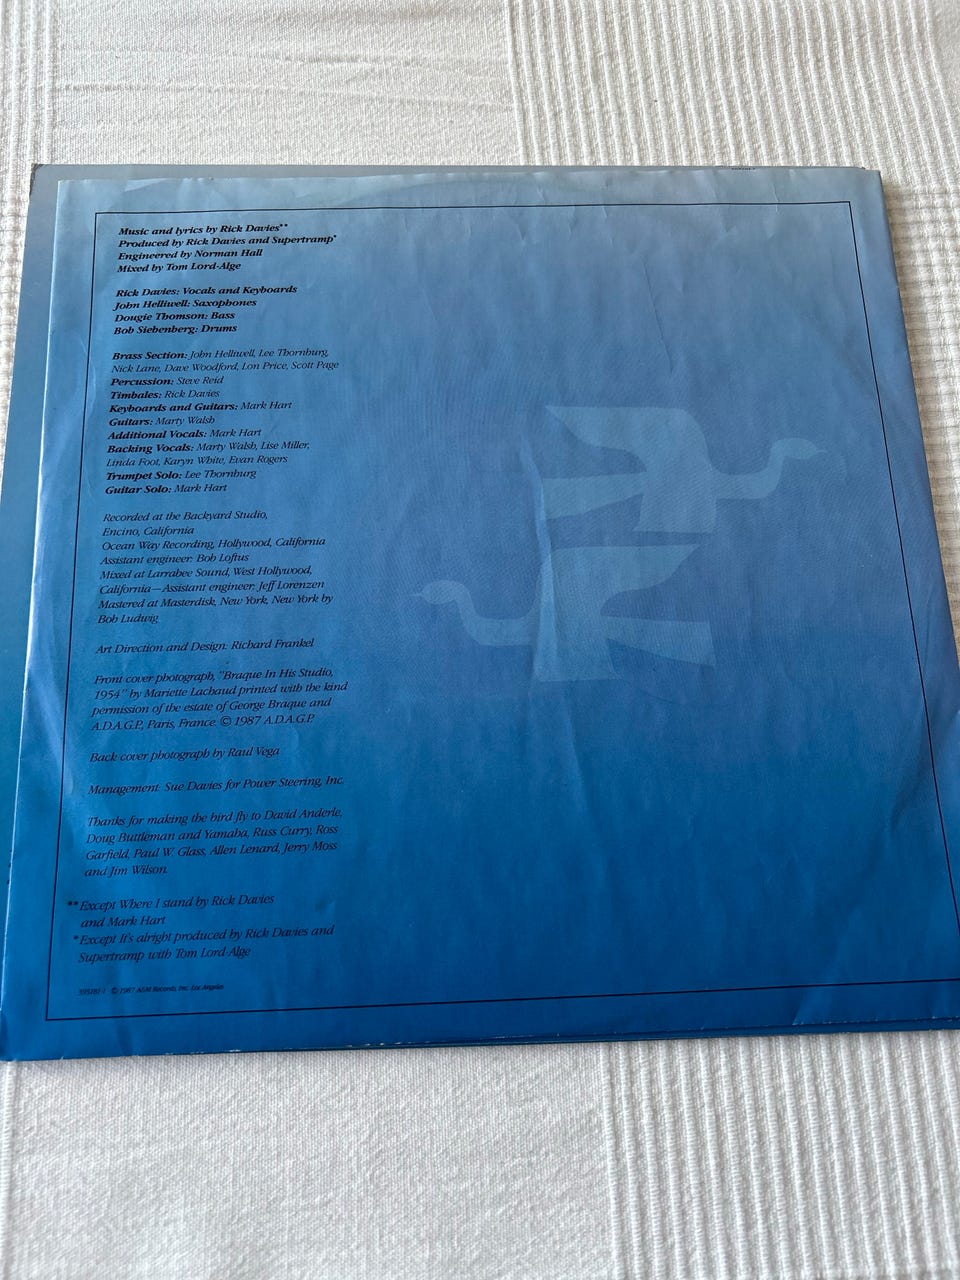 Music and lyrics by Rick Davies**
Produced by Rick Davies and Supertramp*
Engineered by Norman Hall
Mixed by Tom Lord-Alge
Rick Davies: Vocals and Keyboards
John Helliwell: Saxophones
Dougie Thomson: Bass
Bob Siebenberg: Drums
Brass Section: John Helliwell, Lee Thornburg,
Nick Lane, Dave Woodford, Lon Price, Scott Page
Percussion: Steve Reid
Timbales: Rick Davies
Keyboards and Guitars: Mark Hart
Guitars: Marty Walsh
Additional Vocals: Mark Hart
Backing Vocals: Marty Walsh, Lise Miller,
Linda Foot, Karyn White, Evan Rogers
Trumpet Solo: Lee Thornburg
Guitar Solo: Mark Hart
Recorded at the Backyard Studio,
Encino, California
Ocean Way Recording, Hollywood, California
Assistant engineer: Bob Loftus
Mixed at Larrabee Sound, West Hollywood,
California—Assistant engineer: Jeff Lorenzen
Mastered at Masterdisk, New York, New York by
Bob Ludwig
Art Direction and Design: Richard Frankel
Front cover photograph, "Braque In His Studio,
1954" by Mariette Lachaud printed with the kind
permission of the estate of George Braque and
A.D.A.G.P., Paris, France. © 1987 A.D.A.G.P.
Back cover photograph by Raul Vega
Management: Sue Davies for Power Steering, Inc.
Thanks for making the bird fly to David Anderle,
Doug Buttleman and Yamaha, Russ Curry, Ross
Garfield, Paul W. Glass, Allen Lenard, Jerry Moss
and Jim Wilson.
**Except Where I stand by Rick Davies
and Mark Hart
*Except It's alright produced by Rick Davies and
Supertramp with Tom Lord-Alge
395181-1 © 1987 A&M Records, Inc. Los Angeles